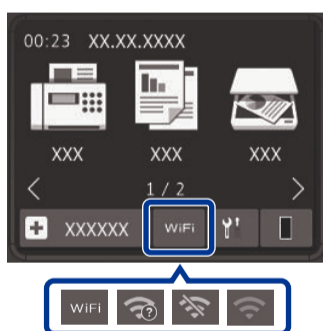 00:23 XX.XX.XXXX
XXX XXX XXX
< 1 / 2 >
XXXXXX WiFi
WiFi ?